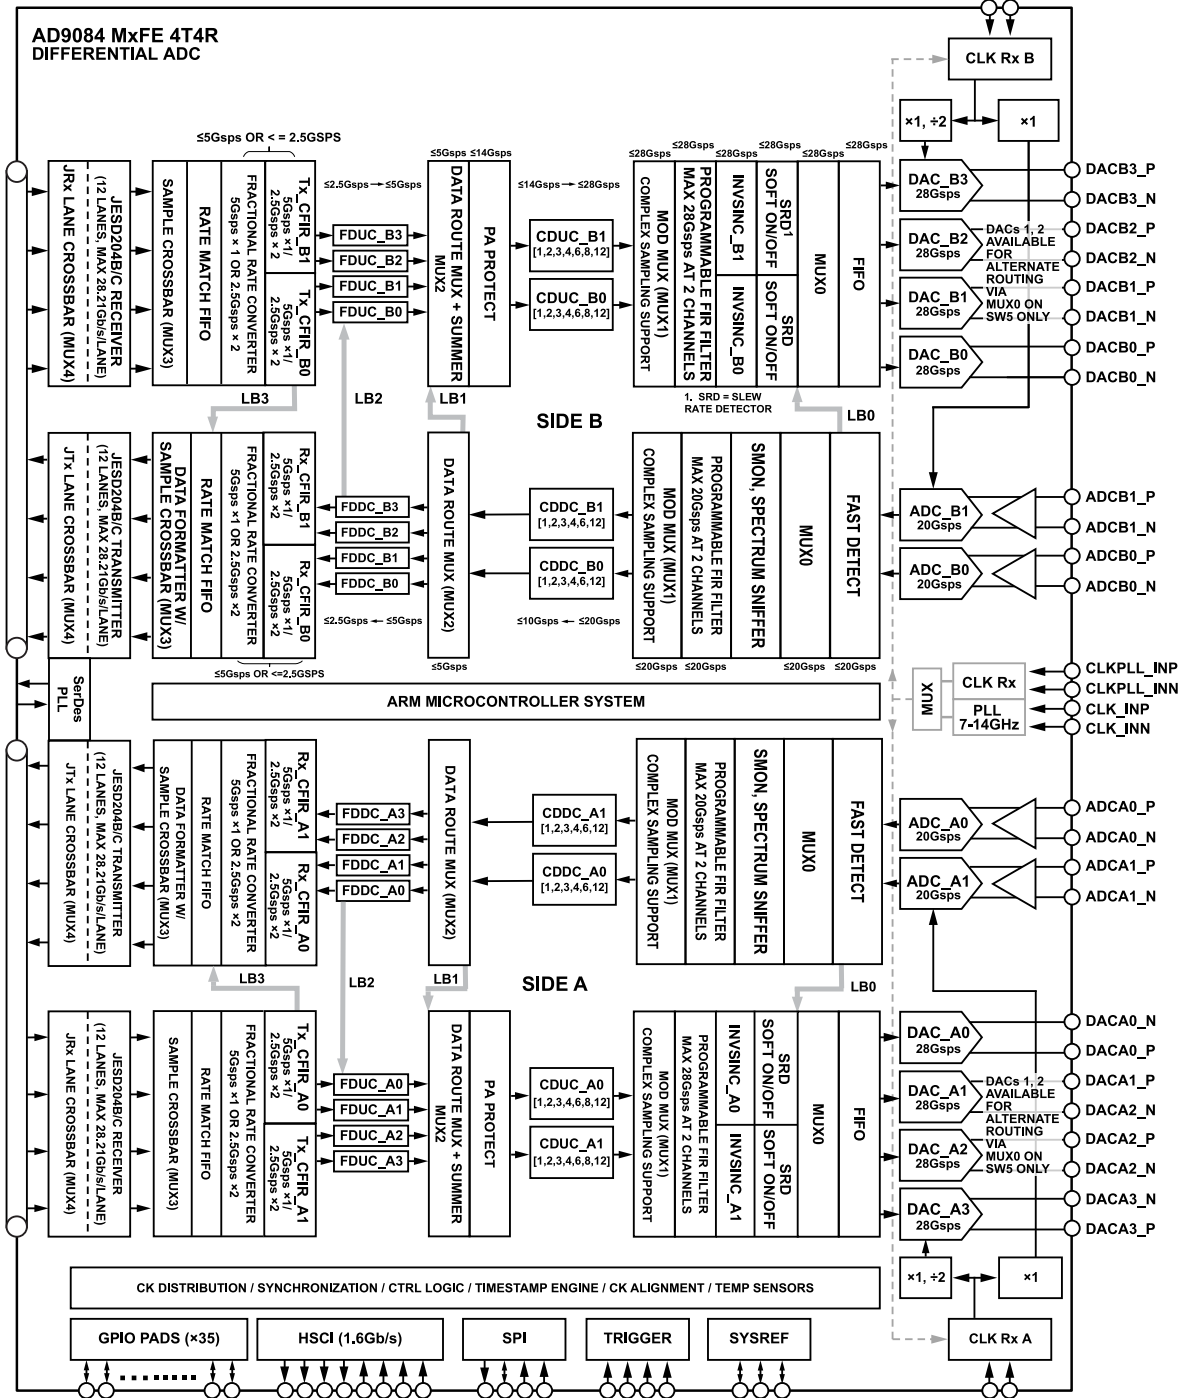 AD9084 MxFE 4T4R
DIFFERENTIAL ADC
CLK Rx B
×1, ÷2
×1
≤5Gsps OR < = 2.5GSPS
JRx LANE CROSSBAR (MUX4)
JESD204B/C RECEIVER
(12 LANES, MAX 28.21Gb/s/LANE)
SAMPLE CROSSBAR (MUX3)
RATE MATCH FIFO
FRACTIONAL RATE CONVERTER
5Gsps ×1 OR 2.5Gsps ×2
Tx_CFIR_B1
5Gsps ×1/
2.5Gsps ×2
Tx_CFIR_B0
5Gsps ×1/
2.5Gsps ×2
≤2.5Gsps → ≤5Gsps
FDUC_B3
FDUC_B2
FDUC_B1
FDUC_B0
≤5Gsps
≤14Gsps
DATA ROUTE MUX + SUMMER
MUX2
PA PROTECT
≤14Gsps → ≤28Gsps
CDUC_B1
[1,2,3,4,6,8,12]
CDUC_B0
[1,2,3,4,6,8,12]
≤28Gsps
≤28Gsps
≤28Gsps
≤28Gsps
≤28Gsps
≤28Gsps
MOD MUX (MUX1)
COMPLEX SAMPLING SUPPORT
PROGRAMMABLE FIR FILTER
MAX 28Gsps AT 2 CHANNELS
INVSINC_B1
INVSINC_B0
SRD1
SOFT ON/OFF
SRD
SOFT ON/OFF
MUX0
FIFO
DAC_B3
28Gsps
DAC_B2
28Gsps
DAC_B1
28Gsps
DAC_B0
28Gsps
DACs 1, 2
AVAILABLE
FOR
ALTERNATE
ROUTING
VIA
MUX0 ON
SW5 ONLY
DACB3_P
DACB3_N
DACB2_P
DACB2_N
DACB1_P
DACB1_N
DACB0_P
DACB0_N
LB3
LB2
LB1
SIDE B
1. SRD = SLEW
RATE DETECTOR
LB0
JTx LANE CROSSBAR (MUX4)
JESD204B/C TRANSMITTER
(12 LANES, MAX 28.21Gb/s/LANE)
DATA FORMATTER W/
SAMPLE CROSSBAR (MUX3)
RATE MATCH FIFO
FRACTIONAL RATE CONVERTER
5Gsps ×1 OR 2.5Gsps ×2
Rx_CFIR_B1
5Gsps ×1/
2.5Gsps ×2
Rx_CFIR_B0
5Gsps ×1/
2.5Gsps ×2
FDDC_B3
FDDC_B2
FDDC_B1
FDDC_B0
≤2.5Gsps ← ≤5Gsps
≤5Gsps OR <=2.5GSPS
DATA ROUTE MUX (MUX2)
≤5Gsps
CDDC_B1
[1,2,3,4,6,12]
CDDC_B0
[1,2,3,4,6,12]
≤10Gsps ← ≤20Gsps
MOD MUX (MUX1)
COMPLEX SAMPLING SUPPORT
PROGRAMMABLE FIR FILTER
MAX 20Gsps AT 2 CHANNELS
SMON, SPECTRUM SNIFFER
MUX0
FAST DETECT
≤20Gsps
≤20Gsps
≤20Gsps
≤20Gsps
ADC_B1
20Gsps
ADC_B0
20Gsps
ADCB1_P
ADCB1_N
ADCB0_P
ADCB0_N
SerDes
PLL
ARM MICROCONTROLLER SYSTEM
MUX
CLK Rx
PLL
7-14GHz
CLKPLL_INP
CLKPLL_INN
CLK_INP
CLK_INN
JTx LANE CROSSBAR (MUX4)
JESD204B/C TRANSMITTER
(12 LANES, MAX 28.21Gb/s/LANE)
DATA FORMATTER W/
SAMPLE CROSSBAR (MUX3)
RATE MATCH FIFO
FRACTIONAL RATE CONVERTER
5Gsps ×1 OR 2.5Gsps ×2
Rx_CFIR_A1
5Gsps ×1/
2.5Gsps ×2
Rx_CFIR_A0
5Gsps ×1/
2.5Gsps ×2
FDDC_A3
FDDC_A2
FDDC_A1
FDDC_A0
DATA ROUTE MUX (MUX2)
CDDC_A1
[1,2,3,4,6,12]
CDDC_A0
[1,2,3,4,6,12]
MOD MUX (MUX1)
COMPLEX SAMPLING SUPPORT
PROGRAMMABLE FIR FILTER
MAX 20Gsps AT 2 CHANNELS
SMON, SPECTRUM SNIFFER
MUX0
FAST DETECT
ADC_A0
20Gsps
ADC_A1
20Gsps
ADCA0_P
ADCA0_N
ADCA1_P
ADCA1_N
LB3
LB2
LB1
SIDE A
LB0
JRx LANE CROSSBAR (MUX4)
JESD204B/C RECEIVER
(12 LANES, MAX 28.21Gb/s/LANE)
SAMPLE CROSSBAR (MUX3)
RATE MATCH FIFO
FRACTIONAL RATE CONVERTER
5Gsps ×1 OR 2.5Gsps ×2
Tx_CFIR_A0
5Gsps ×1/
2.5Gsps ×2
Tx_CFIR_A1
5Gsps ×1/
2.5Gsps ×2
FDUC_A0
FDUC_A1
FDUC_A2
FDUC_A3
DATA ROUTE MUX + SUMMER
MUX2
PA PROTECT
CDUC_A0
[1,2,3,4,6,8,12]
CDUC_A1
[1,2,3,4,6,8,12]
MOD MUX (MUX1)
COMPLEX SAMPLING SUPPORT
PROGRAMMABLE FIR FILTER
MAX 28Gsps AT 2 CHANNELS
INVSINC_A0
INVSINC_A1
SRD
SOFT ON/OFF
SRD
SOFT ON/OFF
MUX0
FIFO
DAC_A0
28Gsps
DAC_A1
28Gsps
DAC_A2
28Gsps
DAC_A3
28Gsps
DACs 1, 2
AVAILABLE
FOR
ALTERNATE
ROUTING
VIA
MUX0 ON
SW5 ONLY
DACA0_N
DACA0_P
DACA1_P
DACA2_N
DACA2_P
DACA2_N
DACA3_N
DACA3_P
×1, ÷2
×1
CK DISTRIBUTION / SYNCHRONIZATION / CTRL LOGIC / TIMESTAMP ENGINE / CK ALIGNMENT / TEMP SENSORS
GPIO PADS (×35)
HSCI (1.6Gb/s)
SPI
TRIGGER
SYSREF
CLK Rx A